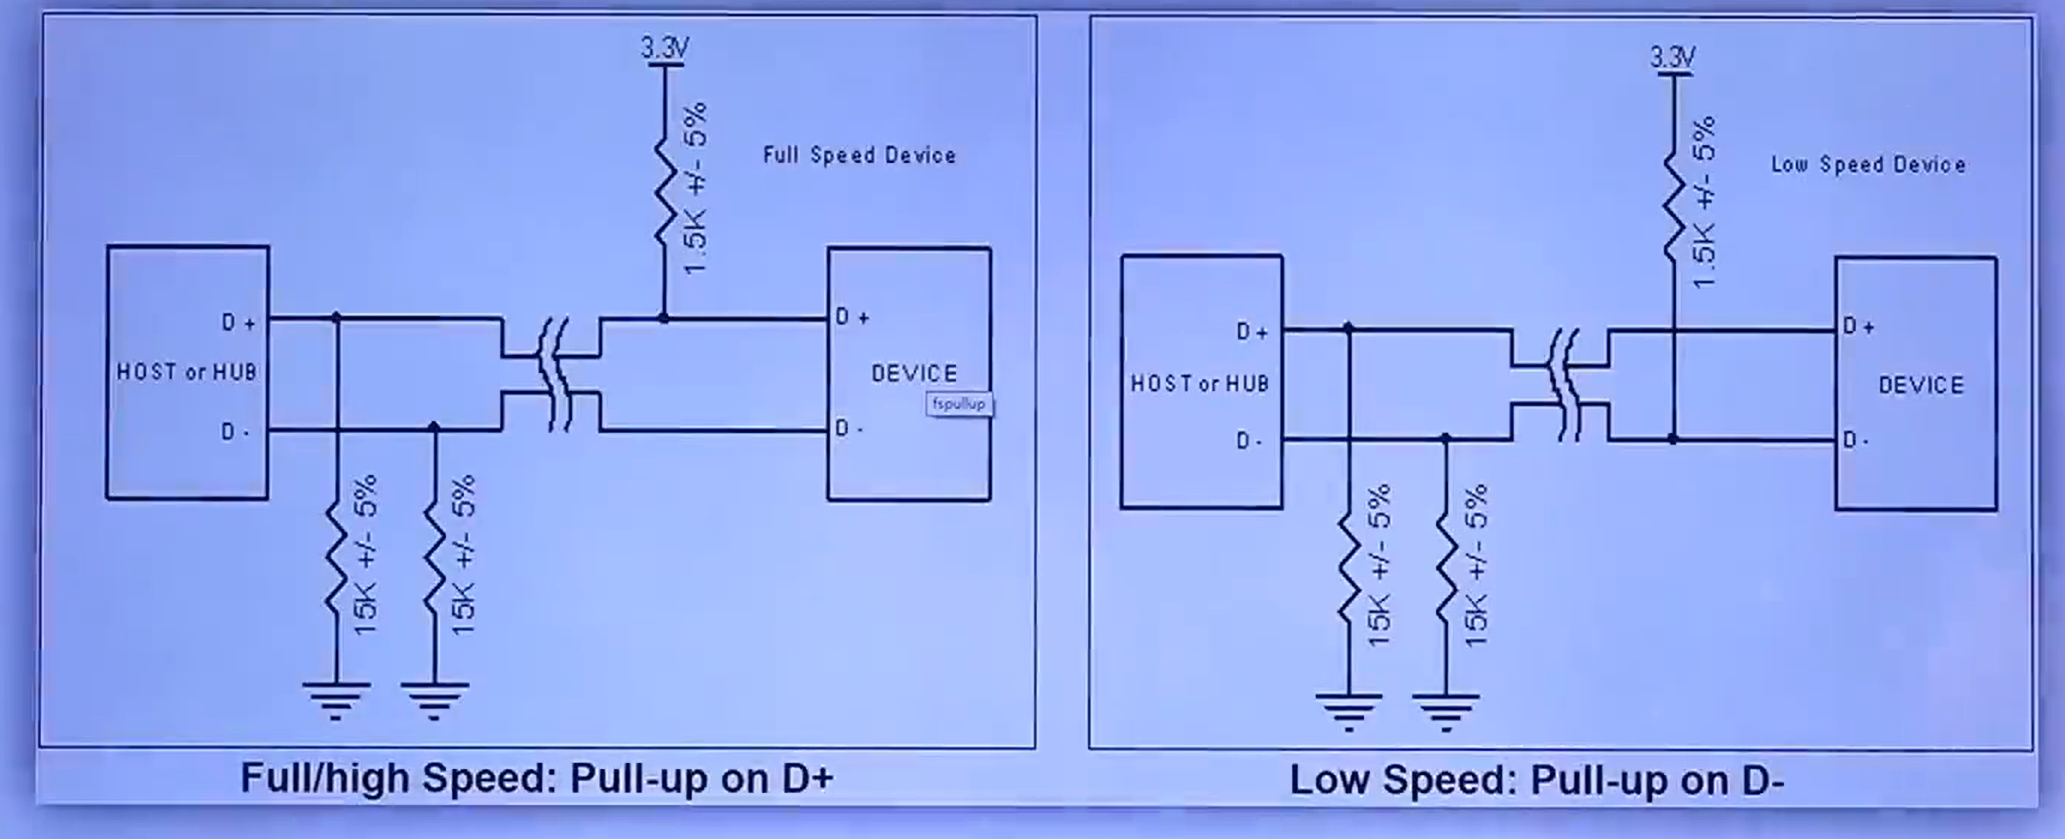 3.3V
1.5K +/- 5%
Full Speed Device
D +
HOST or HUB
D -
D +
DEVICE
fspullup
D -
15K +/- 5%
15K +/- 5%
Full/high Speed: Pull-up on D+
3.3V
1.5K +/- 5%
Low Speed Device
D +
HOST or HUB
D -
D +
DEVICE
D -
15K +/- 5%
15K +/- 5%
Low Speed: Pull-up on D-